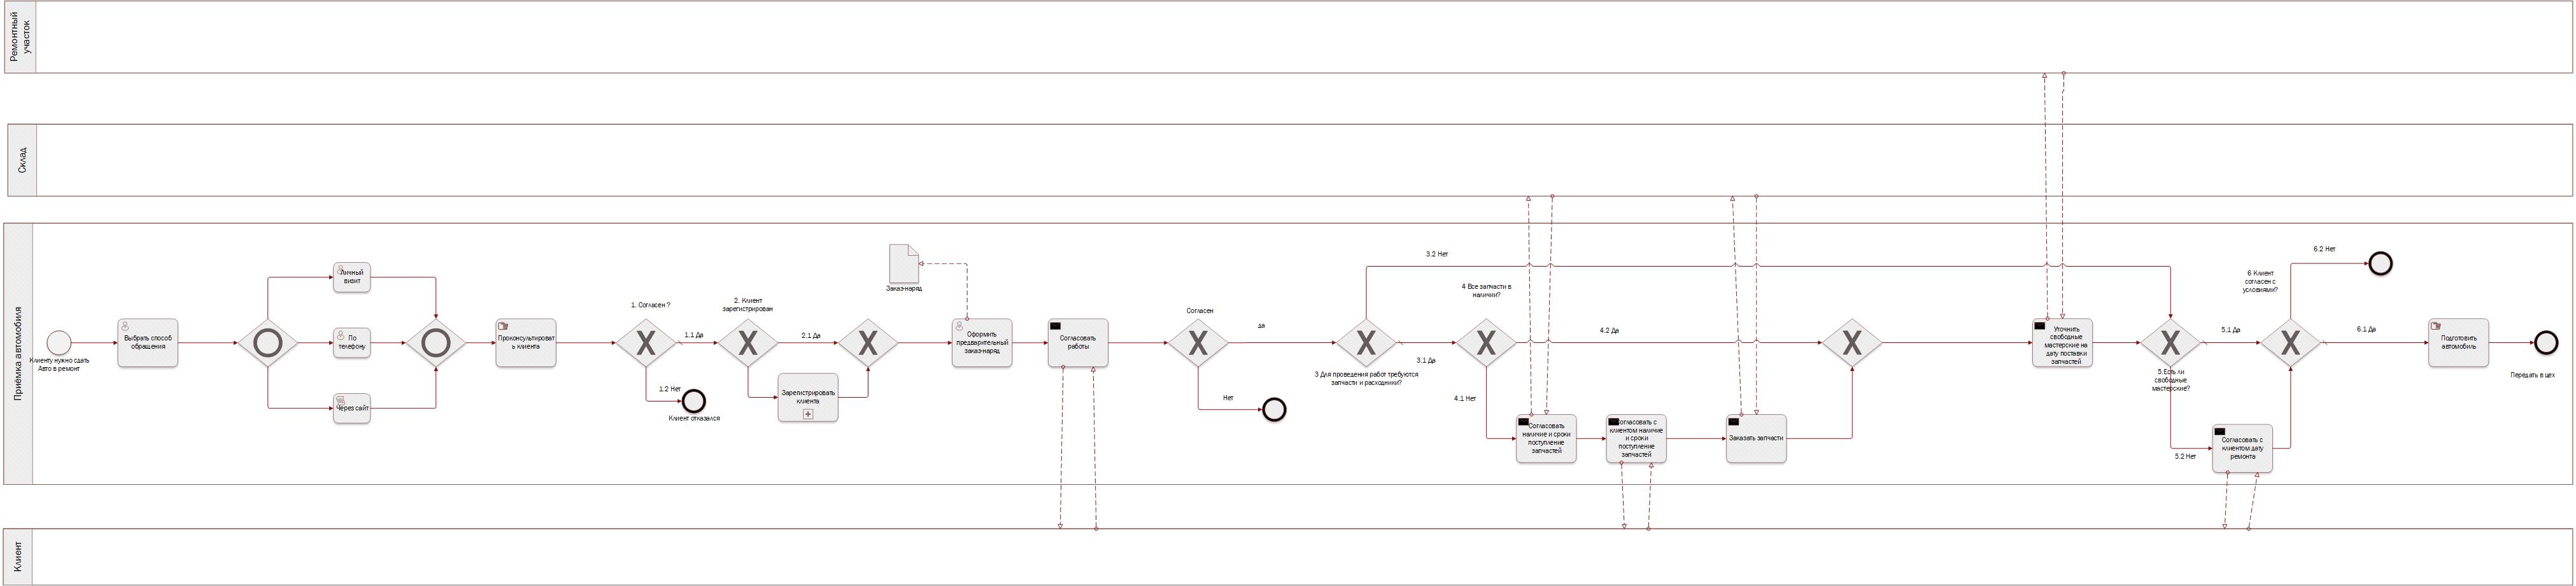 Ремонтный
участок
Склад
Приёмка автомобиля
Клиенту нужно сдать
Авто в ремонт
Выбрать способ
обращения
Личный
визит
По
телефону
Через сайт
Проконсультироват
ь клиента
1. Согласен ?
1.1 Да
1.2 Нет
Клиент отказался
2. Клиент
зарегистрирован
2.1 Да
Зарегистрировать
клиента
Заказ-наряд
Оформить
предварительный
заказ-наряд
Согласовать
работы
Согласен
да
Нет
3.2 Нет
3 Для проведения работ требуются
запчасти и расходники?
3.1 Да
4 Все запчасти в
наличии?
4.2 Да
4.1 Нет
Согласовать
наличие и сроки
поступление
запчастей
Согласовать с
клиентом наличие
и сроки
поступление
запчастей
Заказать запчасти
Уточнить
свободные
мастерские на
дату поставки
запчастей
5.Есть ли
свободные
мастерские?
5.1 Да
5.2 Нет
Согласовать с
клиентом дату
ремонта
6 Клиент
согласен с
условиями?
6.2 Нет
6.1 Да
Подготовить
автомобиль
Передать в цех
Клиент